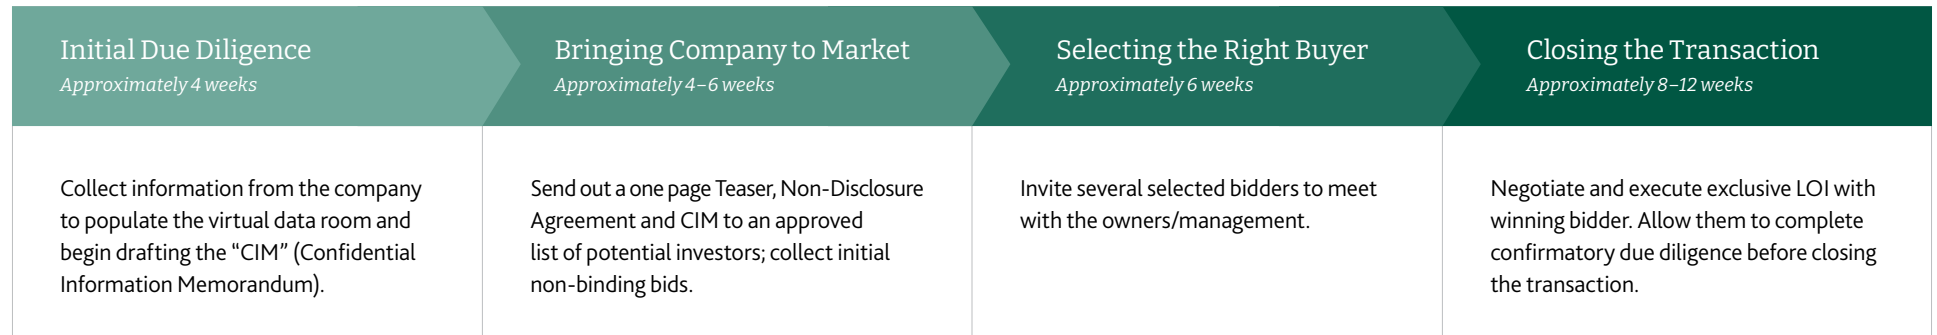 Initial Due Diligence
Approximately 4 weeks
Collect information from the company
to populate the virtual data room and
begin drafting the “CIM” (Confidential
Information Memorandum).
Bringing Company to Market
Approximately 4–6 weeks
Send out a one page Teaser, Non-Disclosure
Agreement and CIM to an approved
list of potential investors; collect initial
non-binding bids.
Selecting the Right Buyer
Approximately 6 weeks
Invite several selected bidders to meet
with the owners/management.
Closing the Transaction
Approximately 8–12 weeks
Negotiate and execute exclusive LOI with
winning bidder. Allow them to complete
confirmatory due diligence before closing
the transaction.